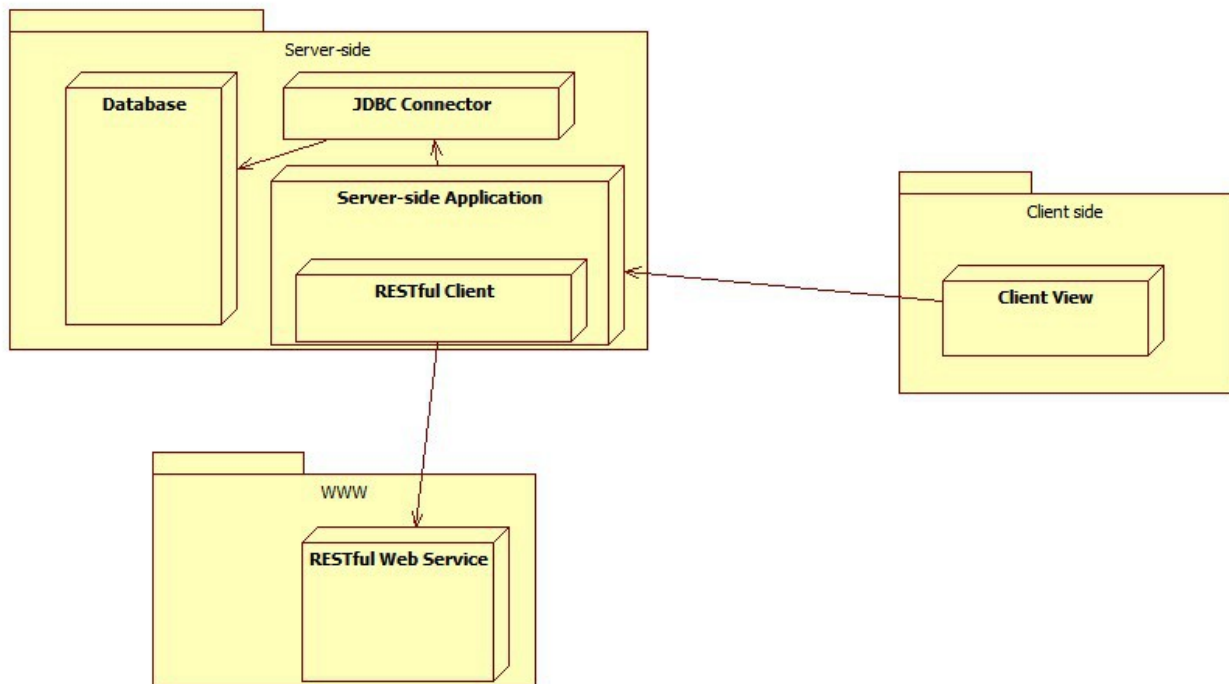 Server-side
Database
JDBC Connector
Server-side Application
RESTful Client
Client side
Client View
WWW
RESTful Web Service